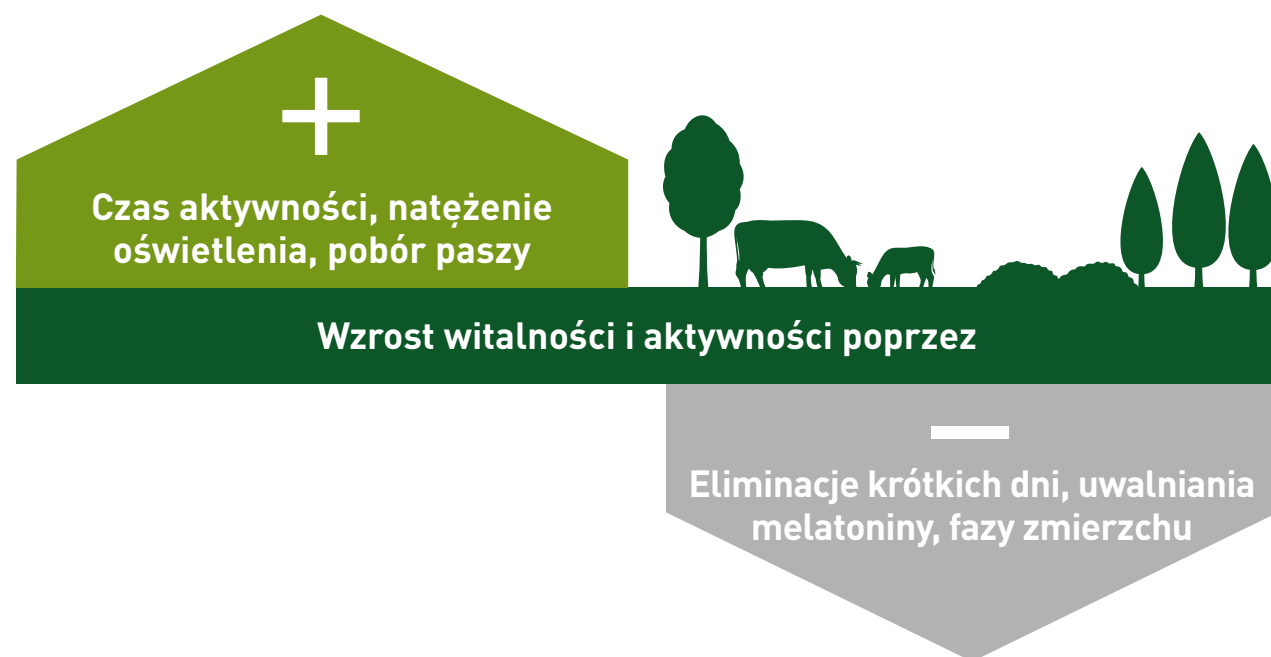 +
Czas aktywności, natężenie
oświetlenia, pobór paszy
Wzrost witalności i aktywności poprzez
–
Eliminacje krótkich dni, uwalniania
melatoniny, fazy zmierzchu